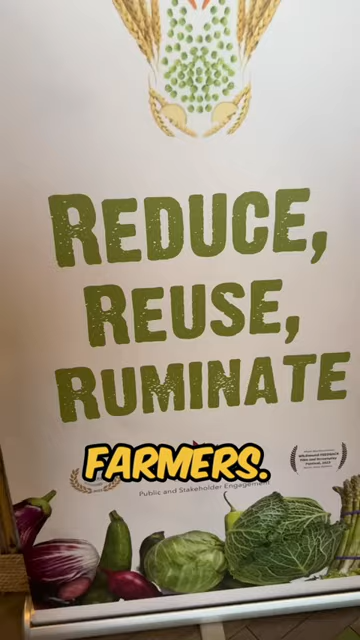 REDUCE,
REUSE,
RUMINATE
FARMERS.
Public and Stakeholder Engagement